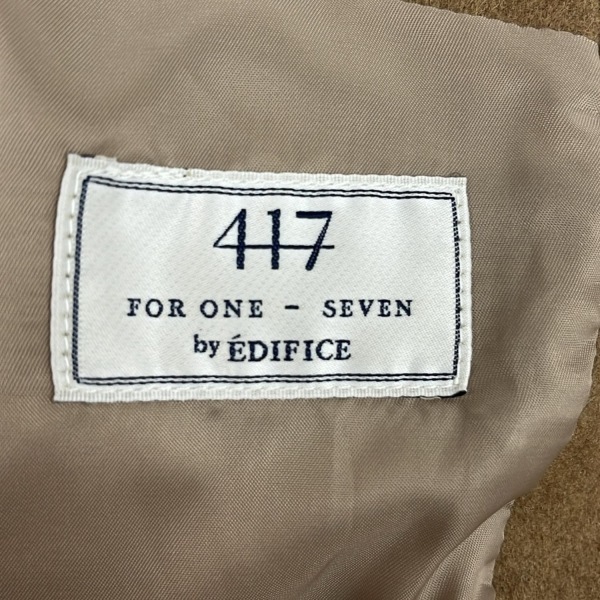 417
FOR ONE - SEVEN
by ÉDIFICE